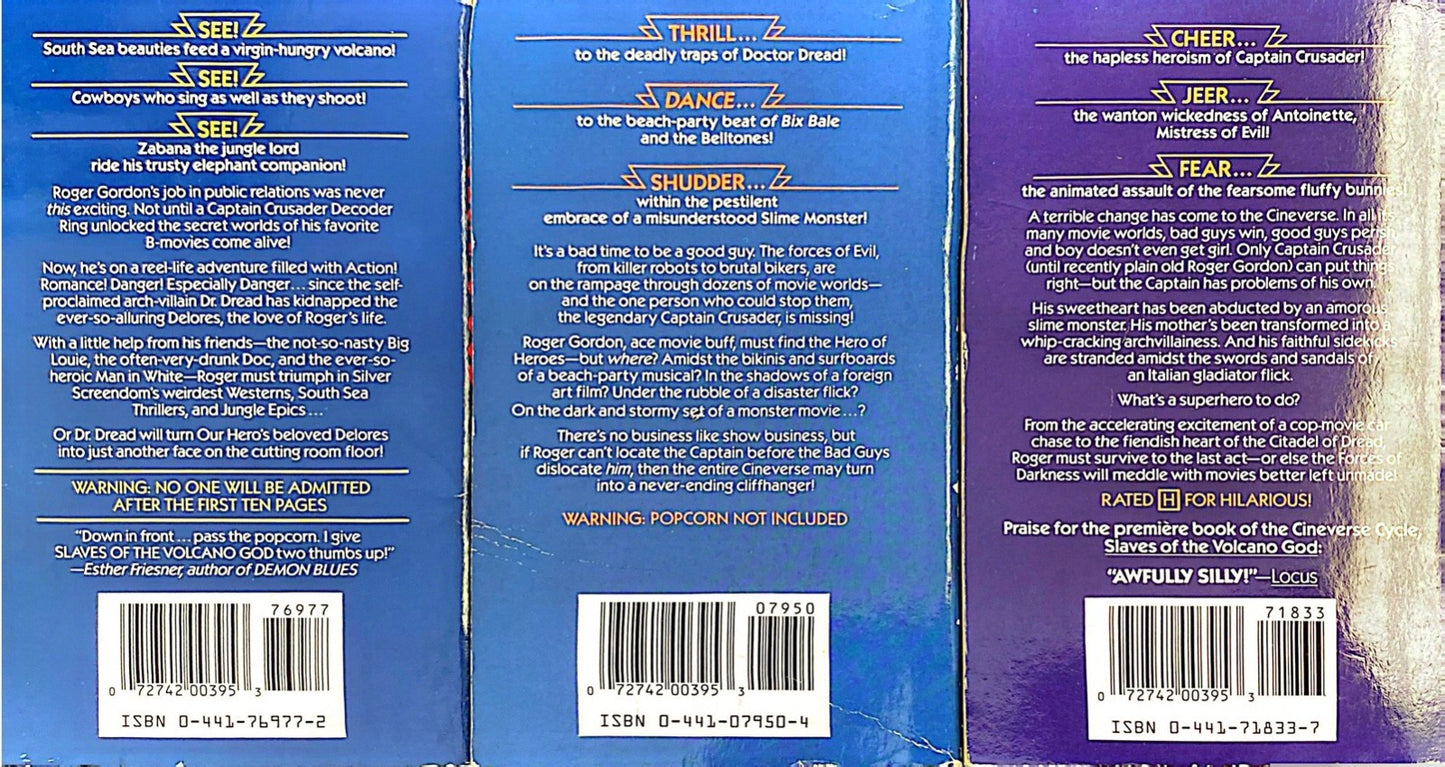 SEE!
South Sea beauties feed a virgin-hungry volcano!
SEE!
Cowboys who sing as well as they shoot!
SEE!
Zabana the jungle lord
ride his trusty elephant companion!
Roger Gordon's job in public relations was never
this exciting. Not until a Captain Crusader Decoder
Ring unlocked the secret worlds of his favorite
B-movies come alive!
Now, he's on a reel-life adventure filled with Action!
Romance! Danger! Especially Danger... since the self-
proclaimed arch-villain Dr. Dread has kidnapped the
ever-so-alluring Delores, the love of Roger's life.
With a little help from his friends—the not-so-nasty Big
Louie, the often-very-drunk Doc, and the ever-so-
heroic Man in White—Roger must triumph in Silver
Screendom's weirdest Westerns, South Sea
Thrillers, and Jungle Epics...
Or Dr. Dread will turn Our Hero's beloved Delores
into just another face on the cutting room floor!
WARNING: NO ONE WILL BE ADMITTED
AFTER THE FIRST TEN PAGES
"Down in front... pass the popcorn. I give
SLAVES OF THE VOLCANO GOD two thumbs up!"
—Esther Friesner, author of DEMON BLUES
76977
0 72742 00395 3
ISBN 0-441-76977-2
THRILL...
to the deadly traps of Doctor Dread!
DANCE...
to the beach-party beat of Bix Bale
and the Belltones!
SHUDDER...
within the pestilent
embrace of a misunderstood Slime Monster!
It's a bad time to be a good guy. The forces of Evil,
from killer robots to brutal bikers, are
on the rampage through dozens of movie worlds—
and the one person who could stop them,
the legendary Captain Crusader, is missing!
Roger Gordon, ace movie buff, must find the Hero of
Heroes—but where? Amidst the bikinis and surfboards
of a beach-party musical? In the shadows of a foreign
art film? Under the rubble of a disaster flick?
On the dark and stormy set of a monster movie...?
There's no business like show business, but
if Roger can't locate the Captain before the Bad Guys
dislocate him, then the entire Cineverse may turn
into a never-ending cliffhanger!
WARNING: POPCORN NOT INCLUDED
07950
0 72742 00395 3
ISBN 0-441-07950-4
CHEER...
the hapless heroism of Captain Crusader!
JEER...
the wanton wickedness of Antoinette,
Mistress of Evil!
FEAR...
the animated assault of the fearsome fluffy bunnies!
A terrible change has come to the Cineverse. In all its
many movie worlds, bad guys win, good guys perish,
and boy doesn't even get girl. Only Captain Crusader
(until recently plain old Roger Gordon) can put things
right—but the Captain has problems of his own.
His sweetheart has been abducted by an amorous
slime monster. His mother's been transformed into a
whip-cracking archvillainess. And his faithful sidekicks
are stranded amidst the swords and sandals of
an Italian gladiator flick.
What's a superhero to do?
From the accelerating excitement of a cop-movie car
chase to the fiendish heart of the Citadel of Dread,
Roger must survive to the last act—or else the Forces of
Darkness will meddle with movies better left unmade!
RATED H FOR HILARIOUS!
Praise for the première book of the Cineverse Cycle,
Slaves of the Volcano God:
"AWFULLY SILLY!"—Locus
71833
0 72742 00395 3
ISBN 0-441-71833-7